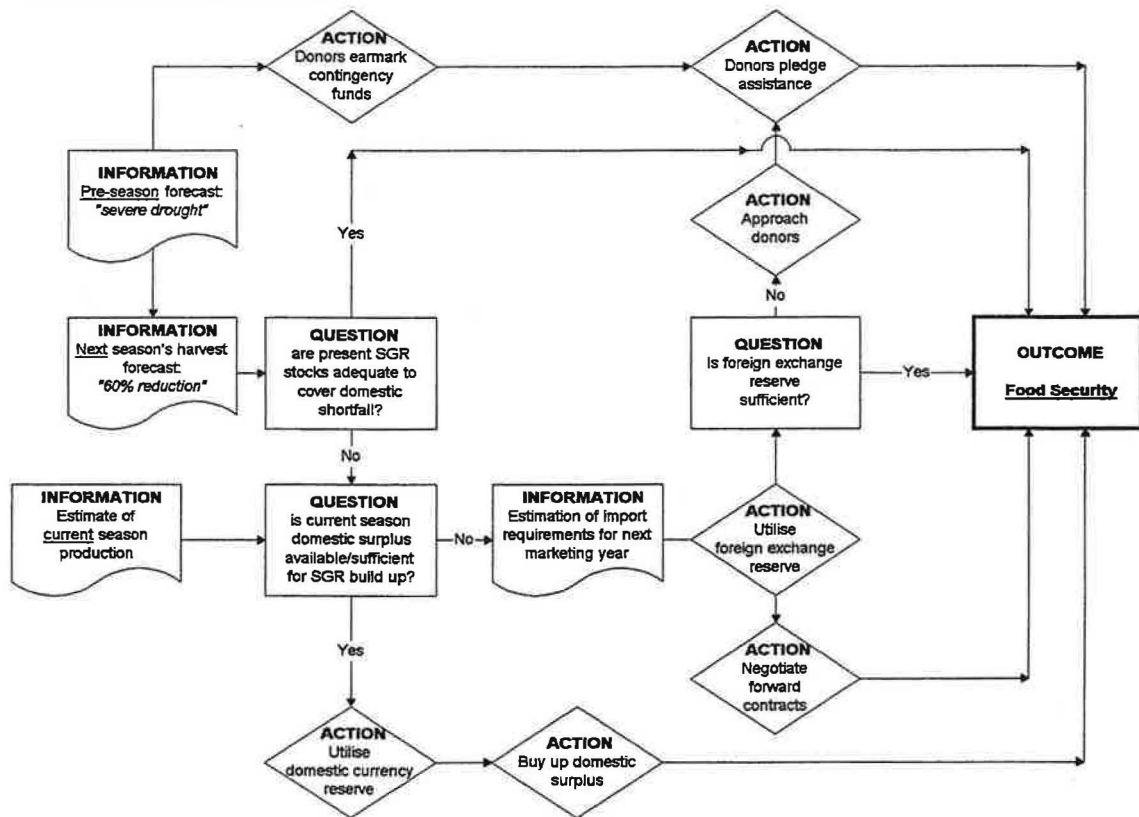 ACTION
Donors earmark
contingency
funds
ACTION
Donors pledge
assistance
INFORMATION
Pre-season forecast:
"severe drought"
Yes
ACTION
Approach
donors
No
INFORMATION
Next season's harvest
forecast:
"60% reduction"
QUESTION
are present SGR
stocks adequate to
cover domestic
shortfall?
QUESTION
Is foreign exchange
reserve
sufficient?
Yes
OUTCOME
Food Security
No
INFORMATION
Estimate of
current season
production
QUESTION
is current season
domestic surplus
available/sufficient
for SGR build up?
No
INFORMATION
Estimation of import
requirements for next
marketing year
ACTION
Utilise
foreign exchange
reserve
Yes
ACTION
Negotiate
forward
contracts
ACTION
Utilise
domestic currency
reserve
ACTION
Buy up domestic
surplus